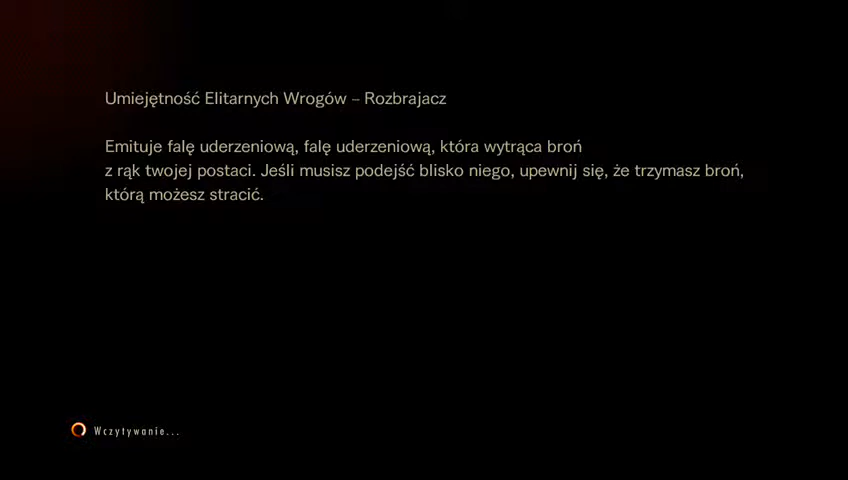 Umiejętność Elitarnych Wrogów – Rozbrajacz
Emituje falę uderzeniową, falę uderzeniową, która wytrąca broń
z rąk twojej postaci. Jeśli musisz podejść blisko niego, upewnij się, że trzymasz broń,
którą możesz stracić.
Wczytywanie...